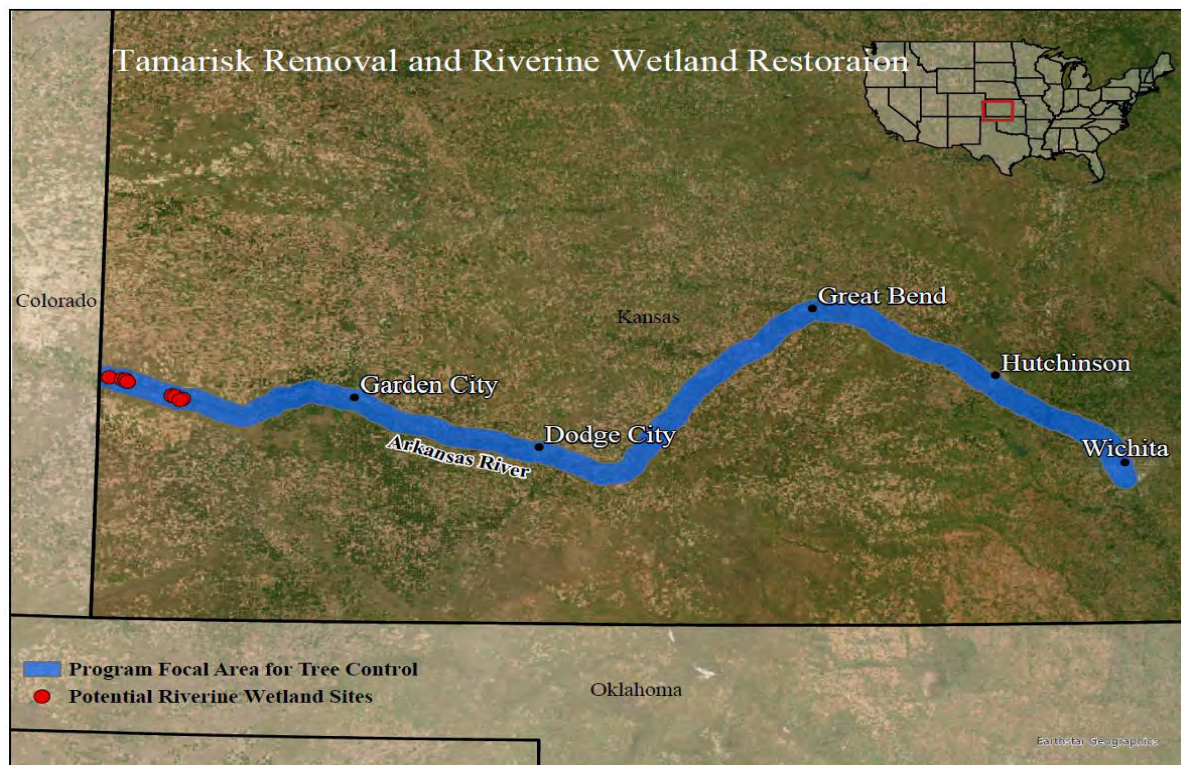 Tamarisk Removal and Riverine Wetland Restoraion
Colorado
Kansas
Great Bend
Hutchinson
Garden City
Dodge City
Arkansas River
Wichita
Program Focal Area for Tree Control
Potential Riverine Wetland Sites
Oklahoma
Earthstar Geographics